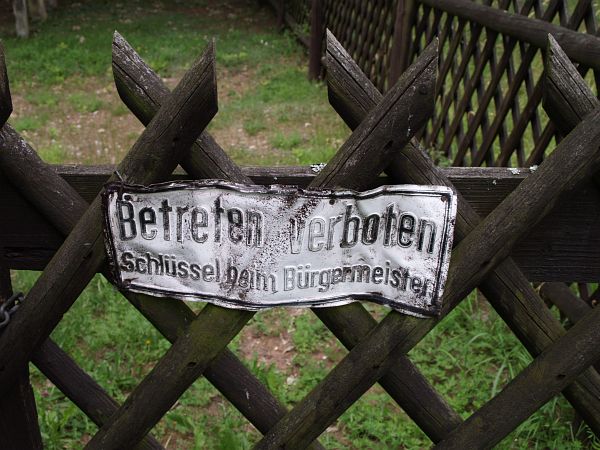 Betreten verboten
Schlüssel beim Bürgermeister